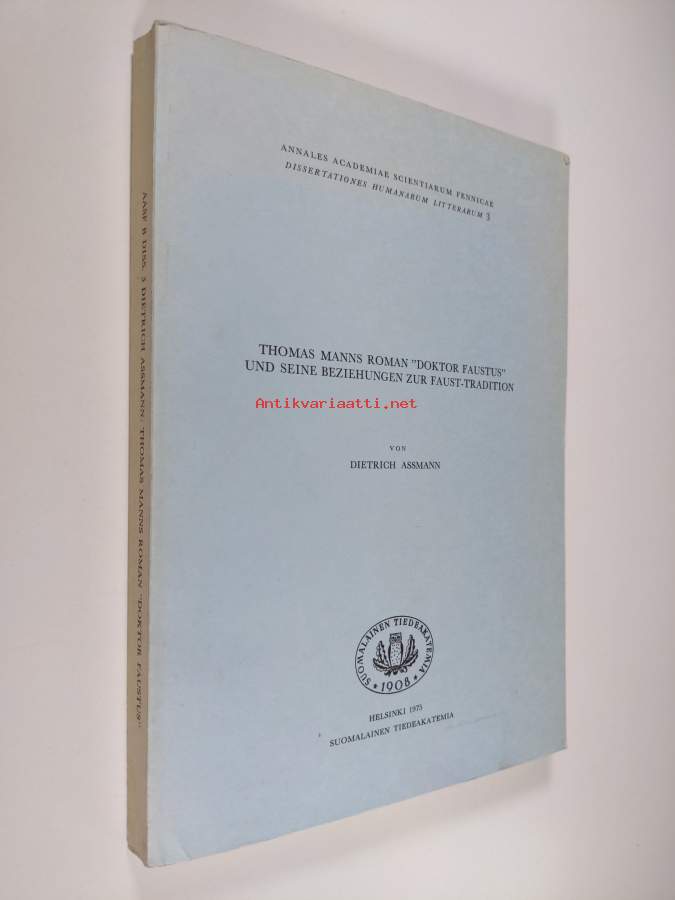 ANNALES ACADEMIAE SCIENTIARUM FENNICAE
DISSERTATIONES HUMANARUM LITTERARUM 3
THOMAS MANNS ROMAN "DOKTOR FAUSTUS"
UND SEINE BEZIEHUNGEN ZUR FAUST-TRADITION
Antikvariaatti.net
VON
DIETRICH ASSMANN
SUOMALAINEN TIEDEAKATEMIA
* 1908 *
HELSINKI 1975
SUOMALAINEN TIEDEAKATEMIA
AASF B DISS. 3 DIETRICH ASSMANN: THOMAS MANNS ROMAN "DOKTOR FAUSTUS"